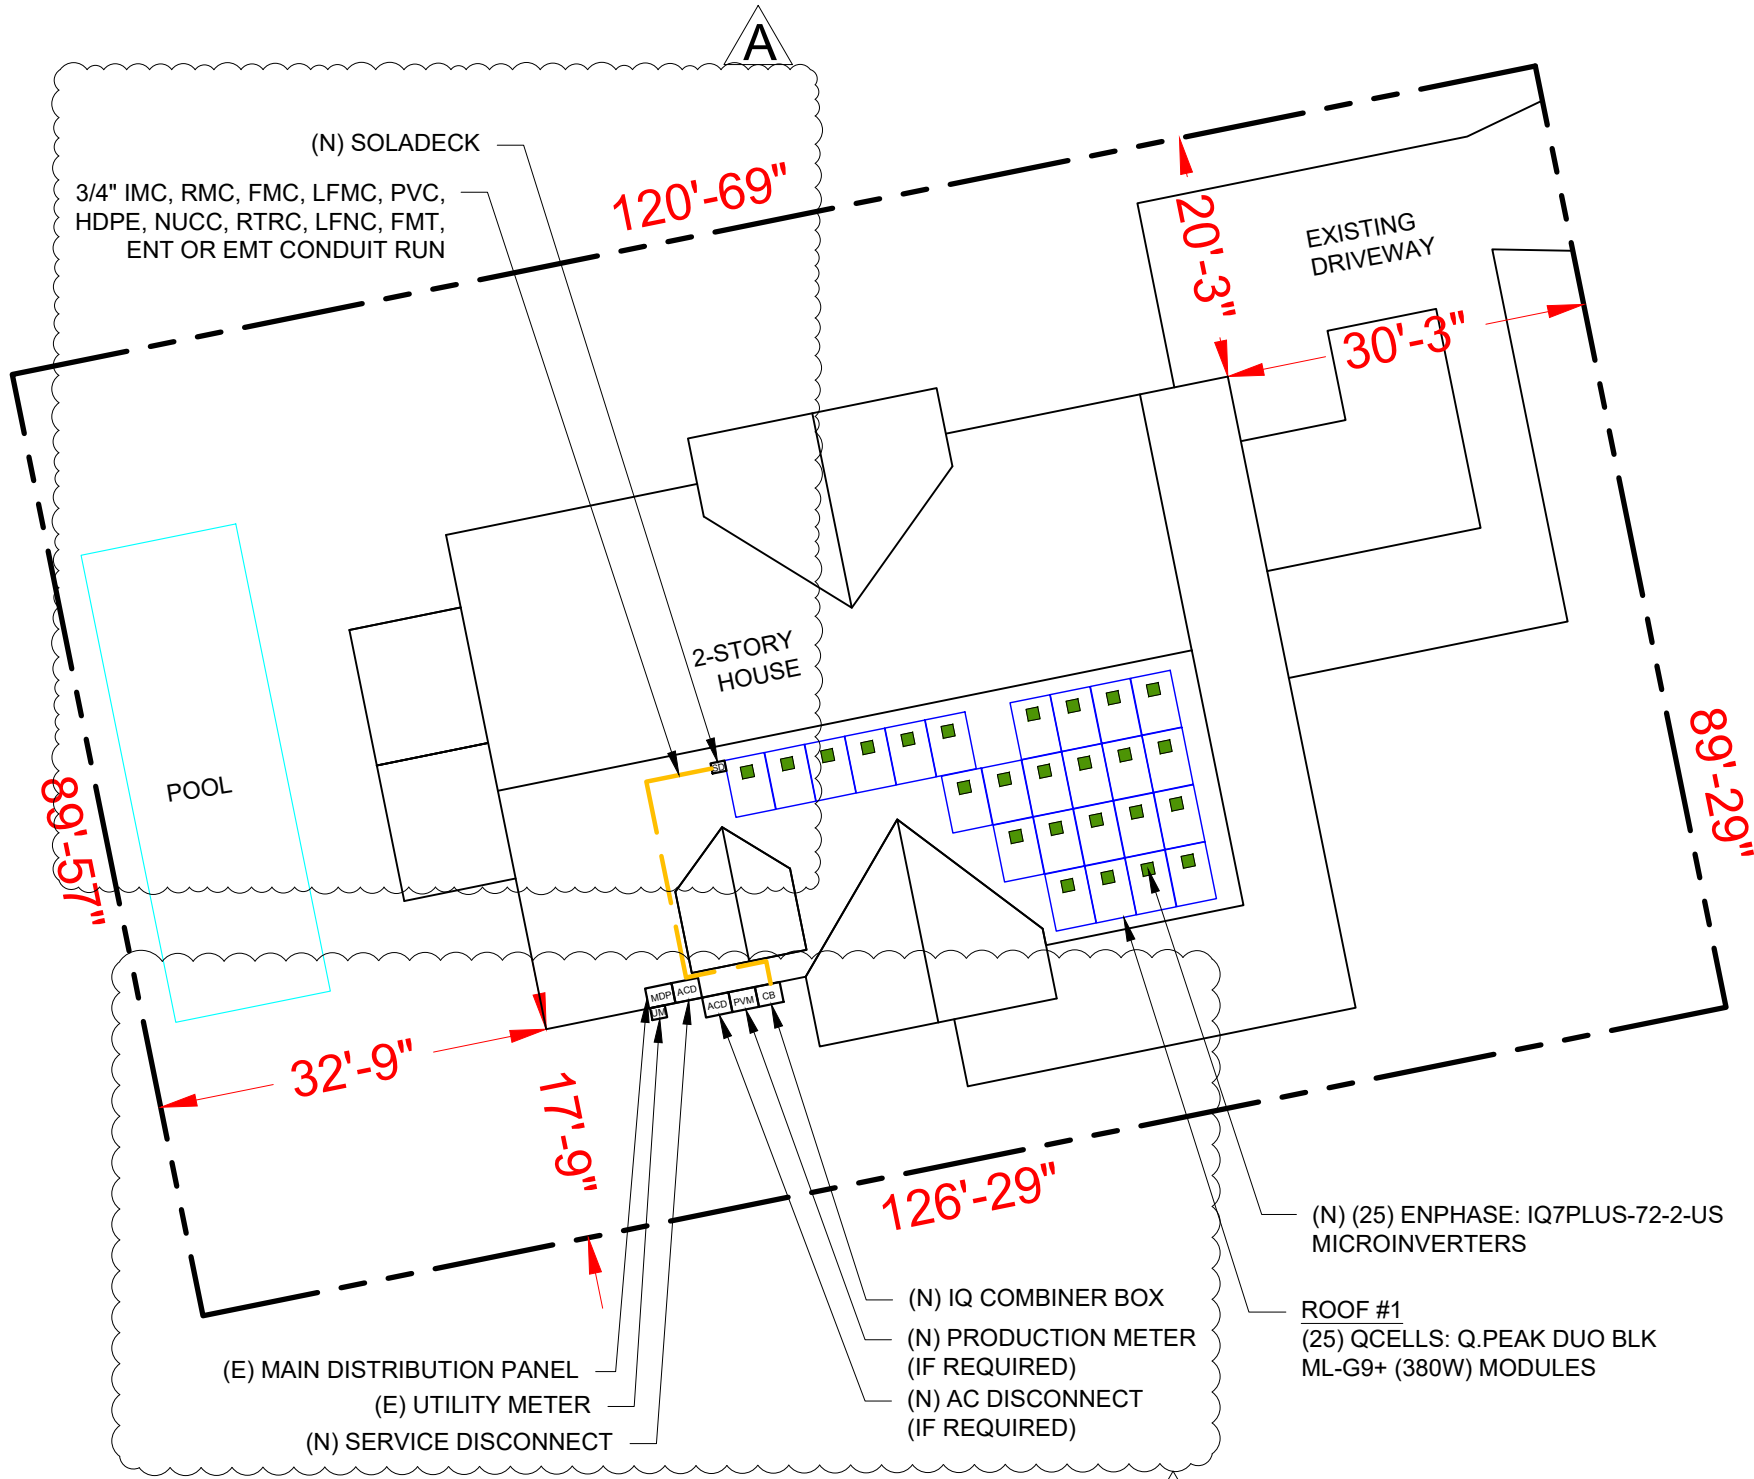 A
(N) SOLADECK
3/4" IMC, RMC, FMC, LFMC, PVC,
HDPE, NUCC, RTRC, LFNC, FMT,
ENT OR EMT CONDUIT RUN
120'-69"
20'-3"
EXISTING
DRIVEWAY
30'-3"
2-STORY
HOUSE
POOL
89'-57"
89'-29"
SD
MDP
ACD
UM
ACD
PVM
CB
32'-9"
17'-9"
126'-29"
(N) (25) ENPHASE: IQ7PLUS-72-2-US
MICROINVERTERS
ROOF #1
(25) QCELLS: Q.PEAK DUO BLK
ML-G9+ (380W) MODULES
(N) IQ COMBINER BOX
(N) PRODUCTION METER
(IF REQUIRED)
(N) AC DISCONNECT
(IF REQUIRED)
(E) MAIN DISTRIBUTION PANEL
(E) UTILITY METER
(N) SERVICE DISCONNECT